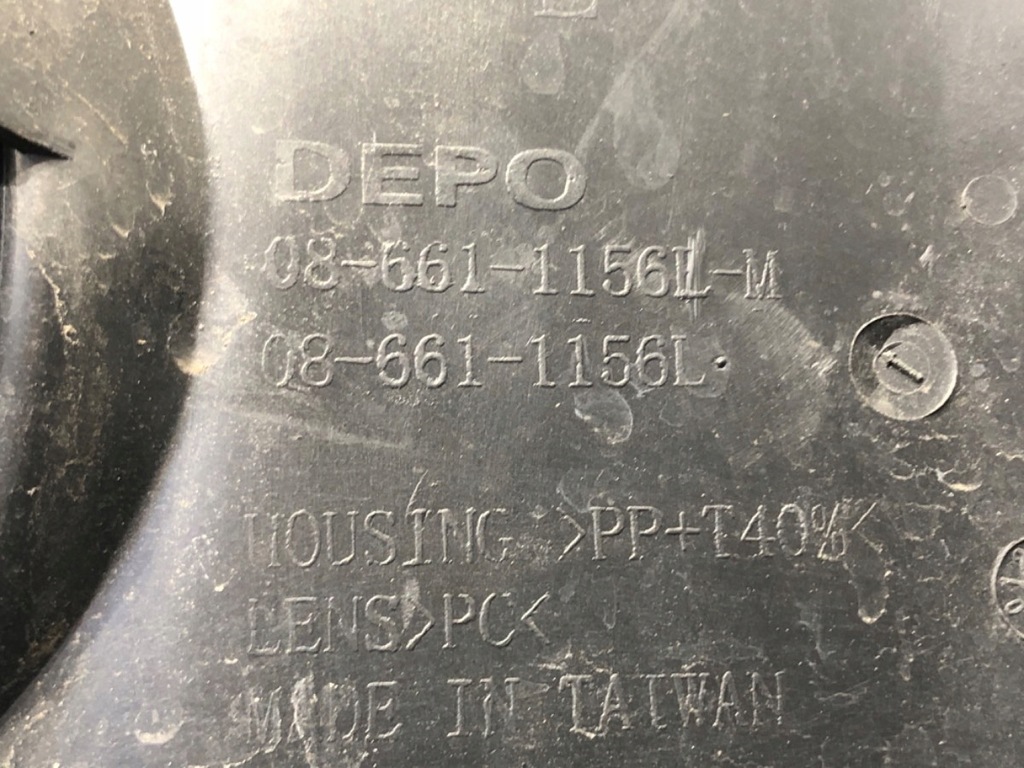 DEPO
08-661-1156L-M
08-661-1156L
HOUSING >PP+T40%<
LENS>PC<
MADE IN TAIWAN